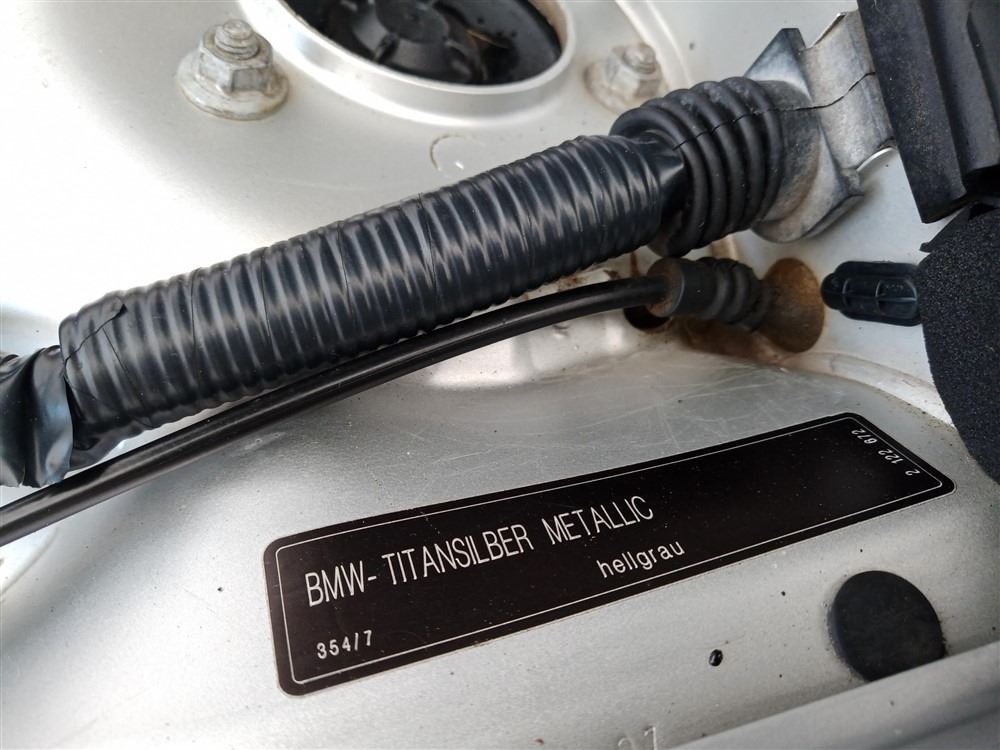 BMW- TITANSILBER METALLIC
hellgrau
354/7
2 122 672